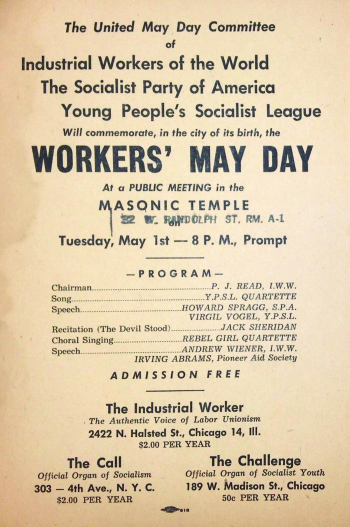 The United May Day Committee
of
Industrial Workers of the World
The Socialist Party of America
Young People's Socialist League
Will commemorate, in the city of its birth, the
WORKERS' MAY DAY
At a PUBLIC MEETING in the
MASONIC TEMPLE
32 W. RANDOLPH ST. RM. A-1
on
Tuesday, May 1st — 8 P. M., Prompt
— PROGRAM —
Chairman P. J. READ, I.W.W.
Song Y.P.S.L. QUARTETTE
Speech HOWARD SPRAGG, S.P.A.
VIRGIL VOGEL, Y.P.S.L.
Recitation (The Devil Stood) JACK SHERIDAN
Choral Singing REBEL GIRL QUARTETTE
Speech ANDREW WIENER, I.W.W.
IRVING ABRAMS, Pioneer Aid Society
ADMISSION FREE
The Industrial Worker
The Authentic Voice of Labor Unionism
2422 N. Halsted St., Chicago 14, Ill.
$2.00 PER YEAR
The Call
Official Organ of Socialism
303 — 4th Ave., N. Y. C.
$2.00 PER YEAR
The Challenge
Official Organ of Socialist Youth
189 W. Madison St., Chicago
50c PER YEAR